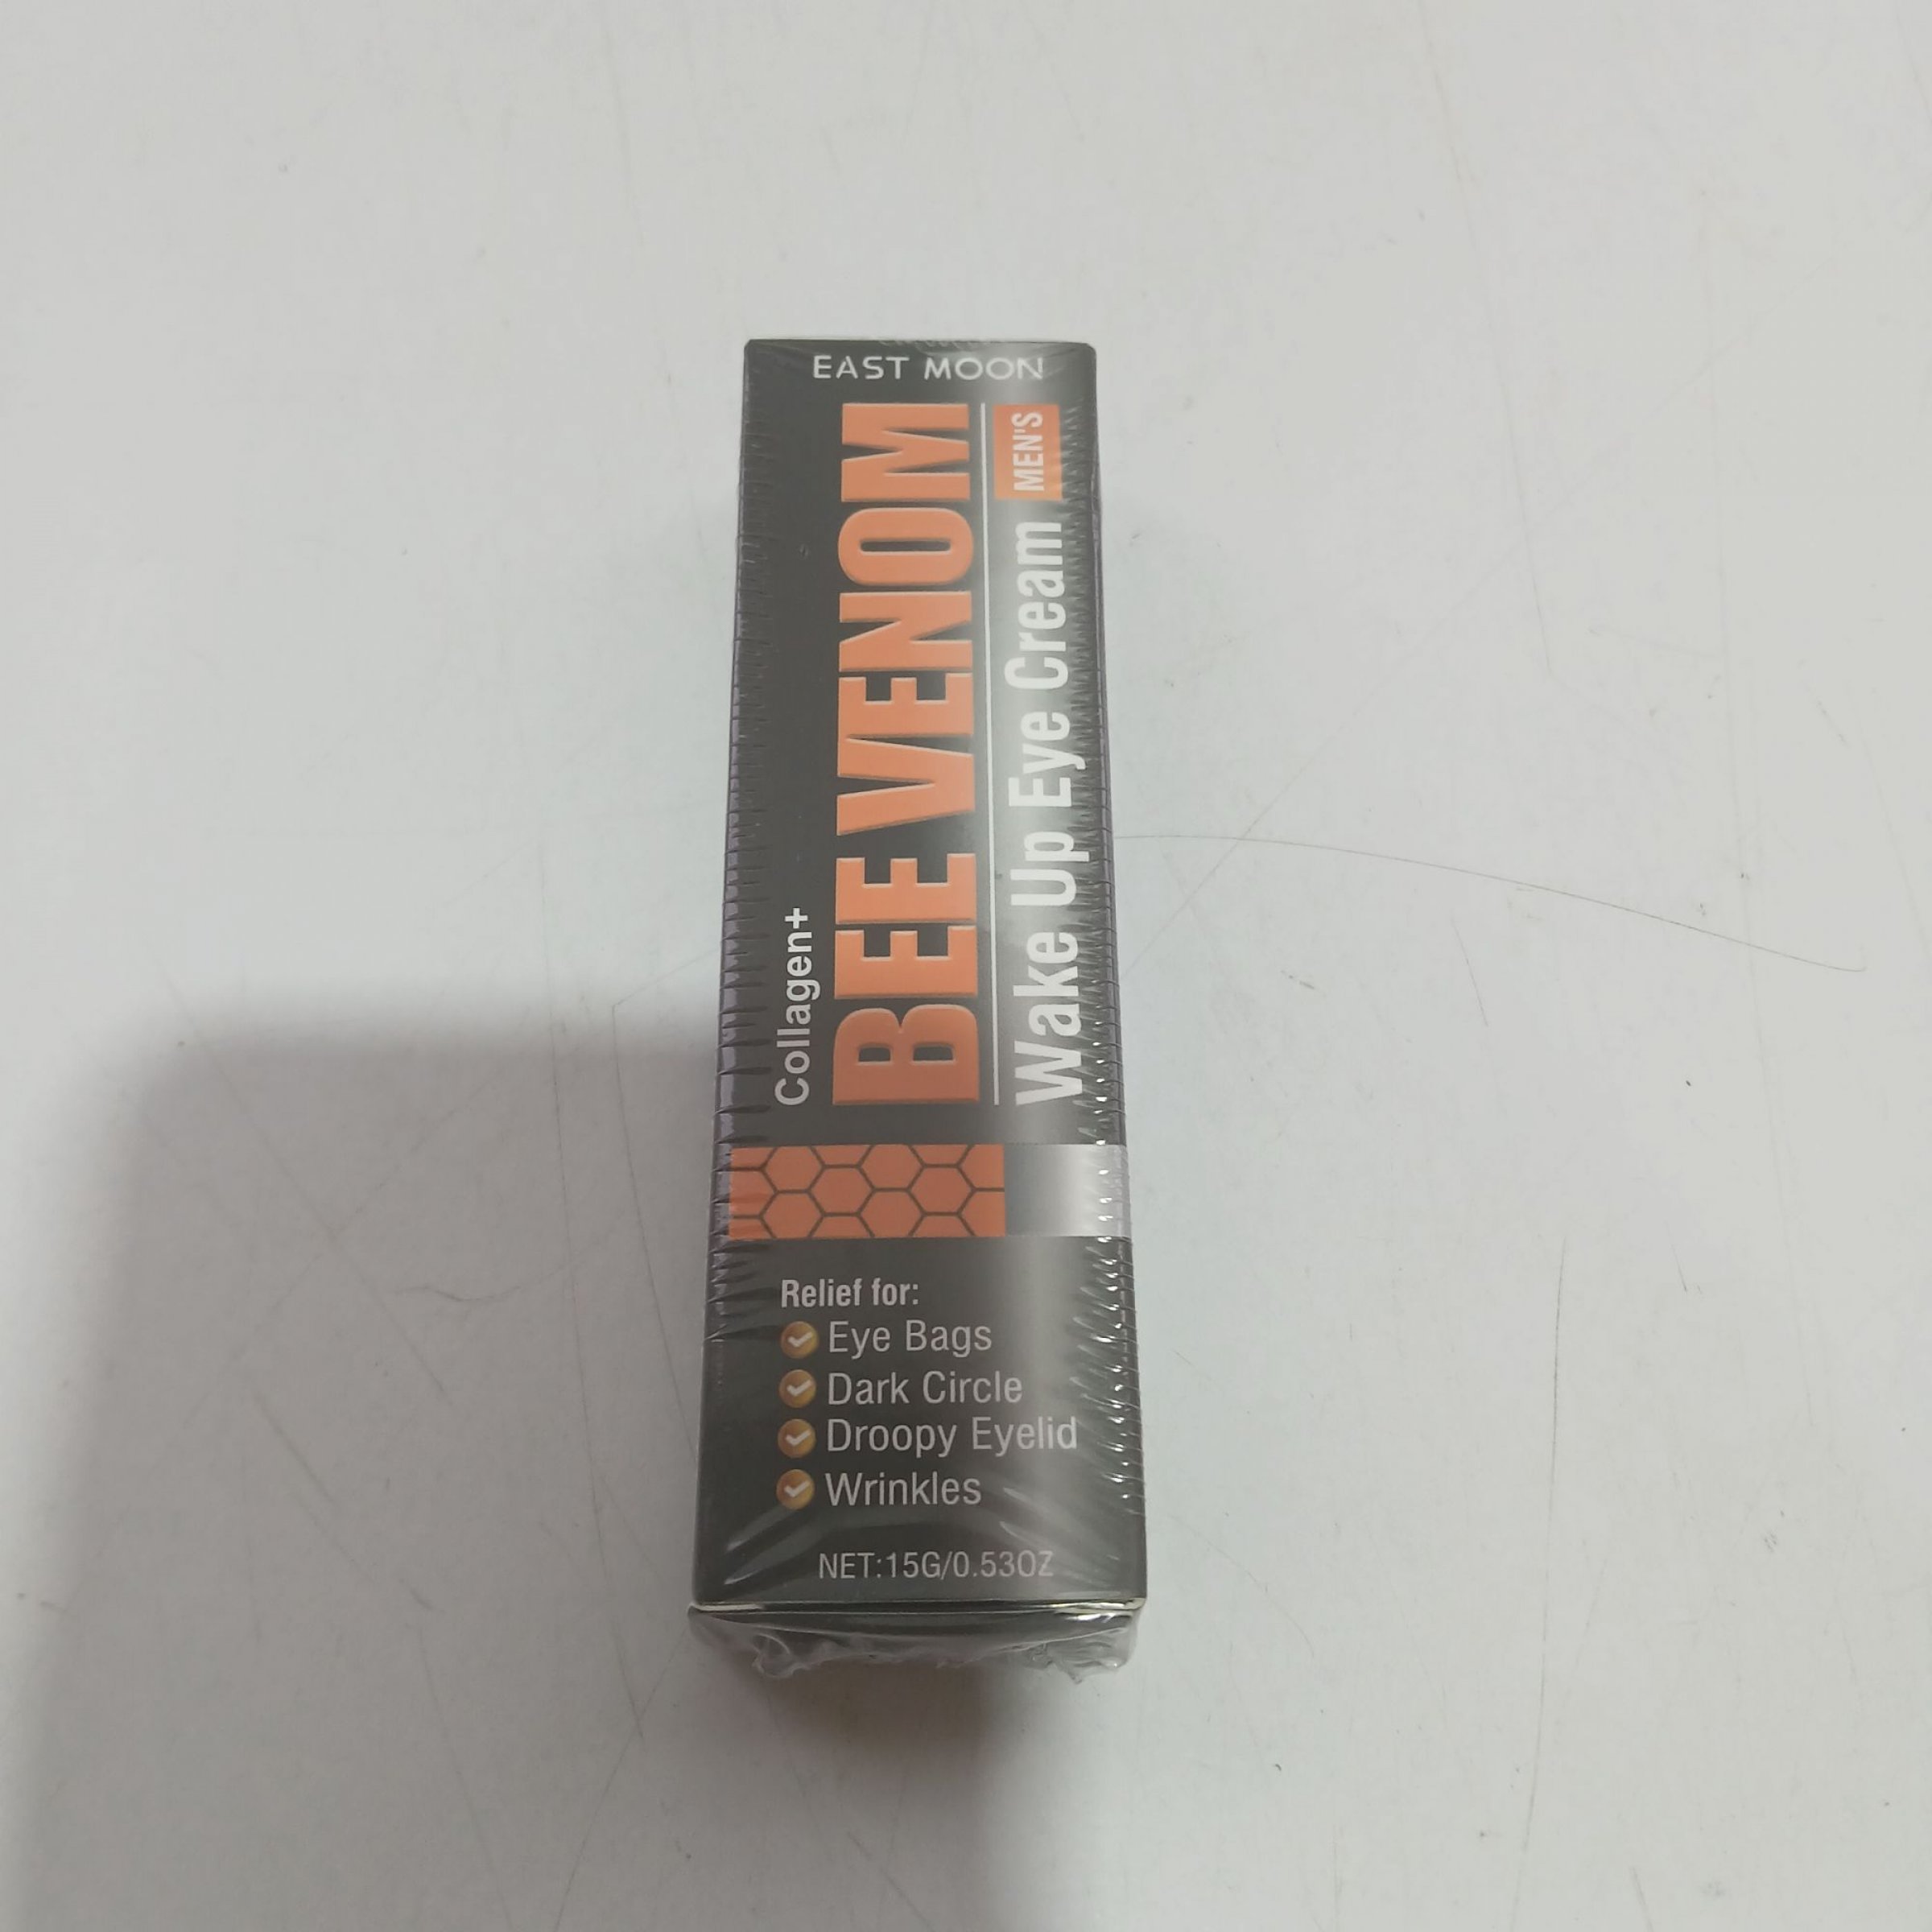 EAST MOON
Collagen+
BEE VENOM
Wake Up Eye Cream MEN'S
Relief for:
Eye Bags
Dark Circle
Droopy Eyelid
Wrinkles
NET:15G/0.53OZ